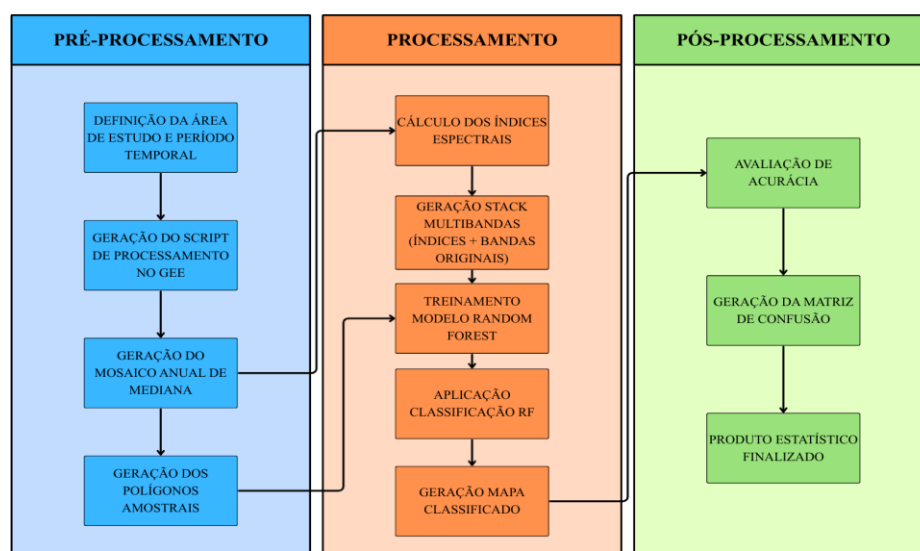 PRÉ-PROCESSAMENTO
DEFINIÇÃO DA ÁREA
DE ESTUDO E PERÍODO
TEMPORAL
GERAÇÃO DO SCRIPT
DE PROCESSAMENTO
NO GEE
GERAÇÃO DO
MOSAICO ANUAL DE
MEDIANA
GERAÇÃO DOS
POLÍGONOS
AMOSTRAIS
PROCESSAMENTO
CÁLCULO DOS ÍNDICES
ESPECTRAIS
GERAÇÃO STACK
MULTIBANDAS
(ÍNDICES + BANDAS
ORIGINAIS)
TREINAMENTO
MODELO RANDOM
FOREST
APLICAÇÃO
CLASSIFICAÇÃO RF
GERAÇÃO MAPA
CLASSIFICADO
PÓS-PROCESSAMENTO
AVALIAÇÃO DE
ACURÁCIA
GERAÇÃO DA MATRIZ
DE CONFUSÃO
PRODUTO ESTATÍSTICO
FINALIZADO